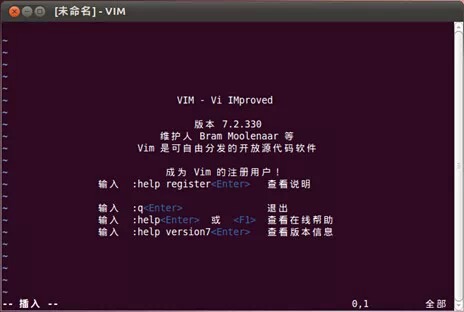 [未命名] - VIM
VIM - Vi IMproved
版本 7.2.330
维护人 Bram Moolenaar 等
Vim 是可自由分发的开放源代码软件
成为 Vim 的注册用户！
输入 :help register<Enter> 查看说明
输入 :q<Enter> 退出
输入 :help<Enter> 或 <F1> 查看在线帮助
输入 :help version7<Enter> 查看版本信息
-- 插入 -- 0,1 全部